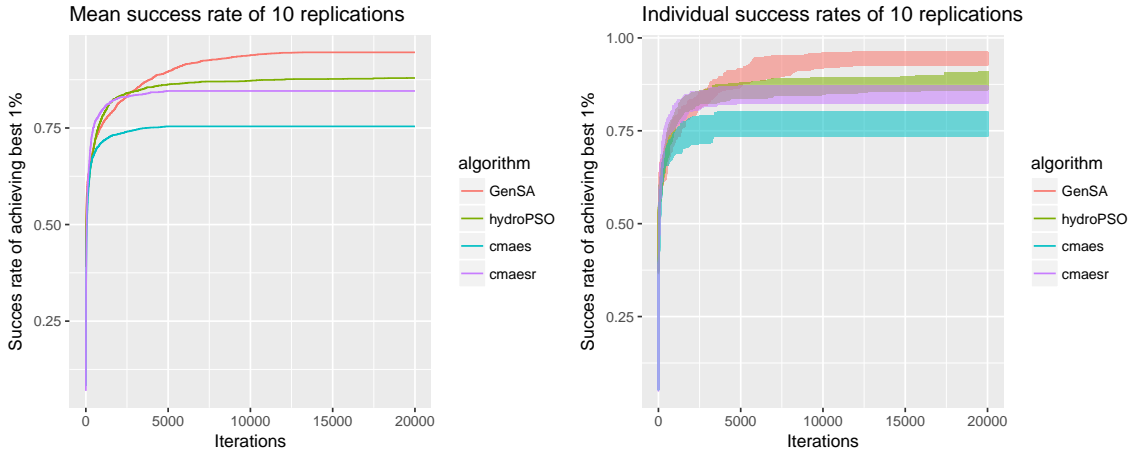 Mean success rate of 10 replications
Succes rate of achieving best 1%
0.75
0.50
0.25
0
5000
10000
15000
20000
Iterations
algorithm
GenSA
hydroPSO
cmaes
cmaesr
Individual success rates of 10 replications
Succes rate of achieving best 1%
1.00
0.75
0.50
0.25
0
5000
10000
15000
20000
Iterations
algorithm
GenSA
hydroPSO
cmaes
cmaesr